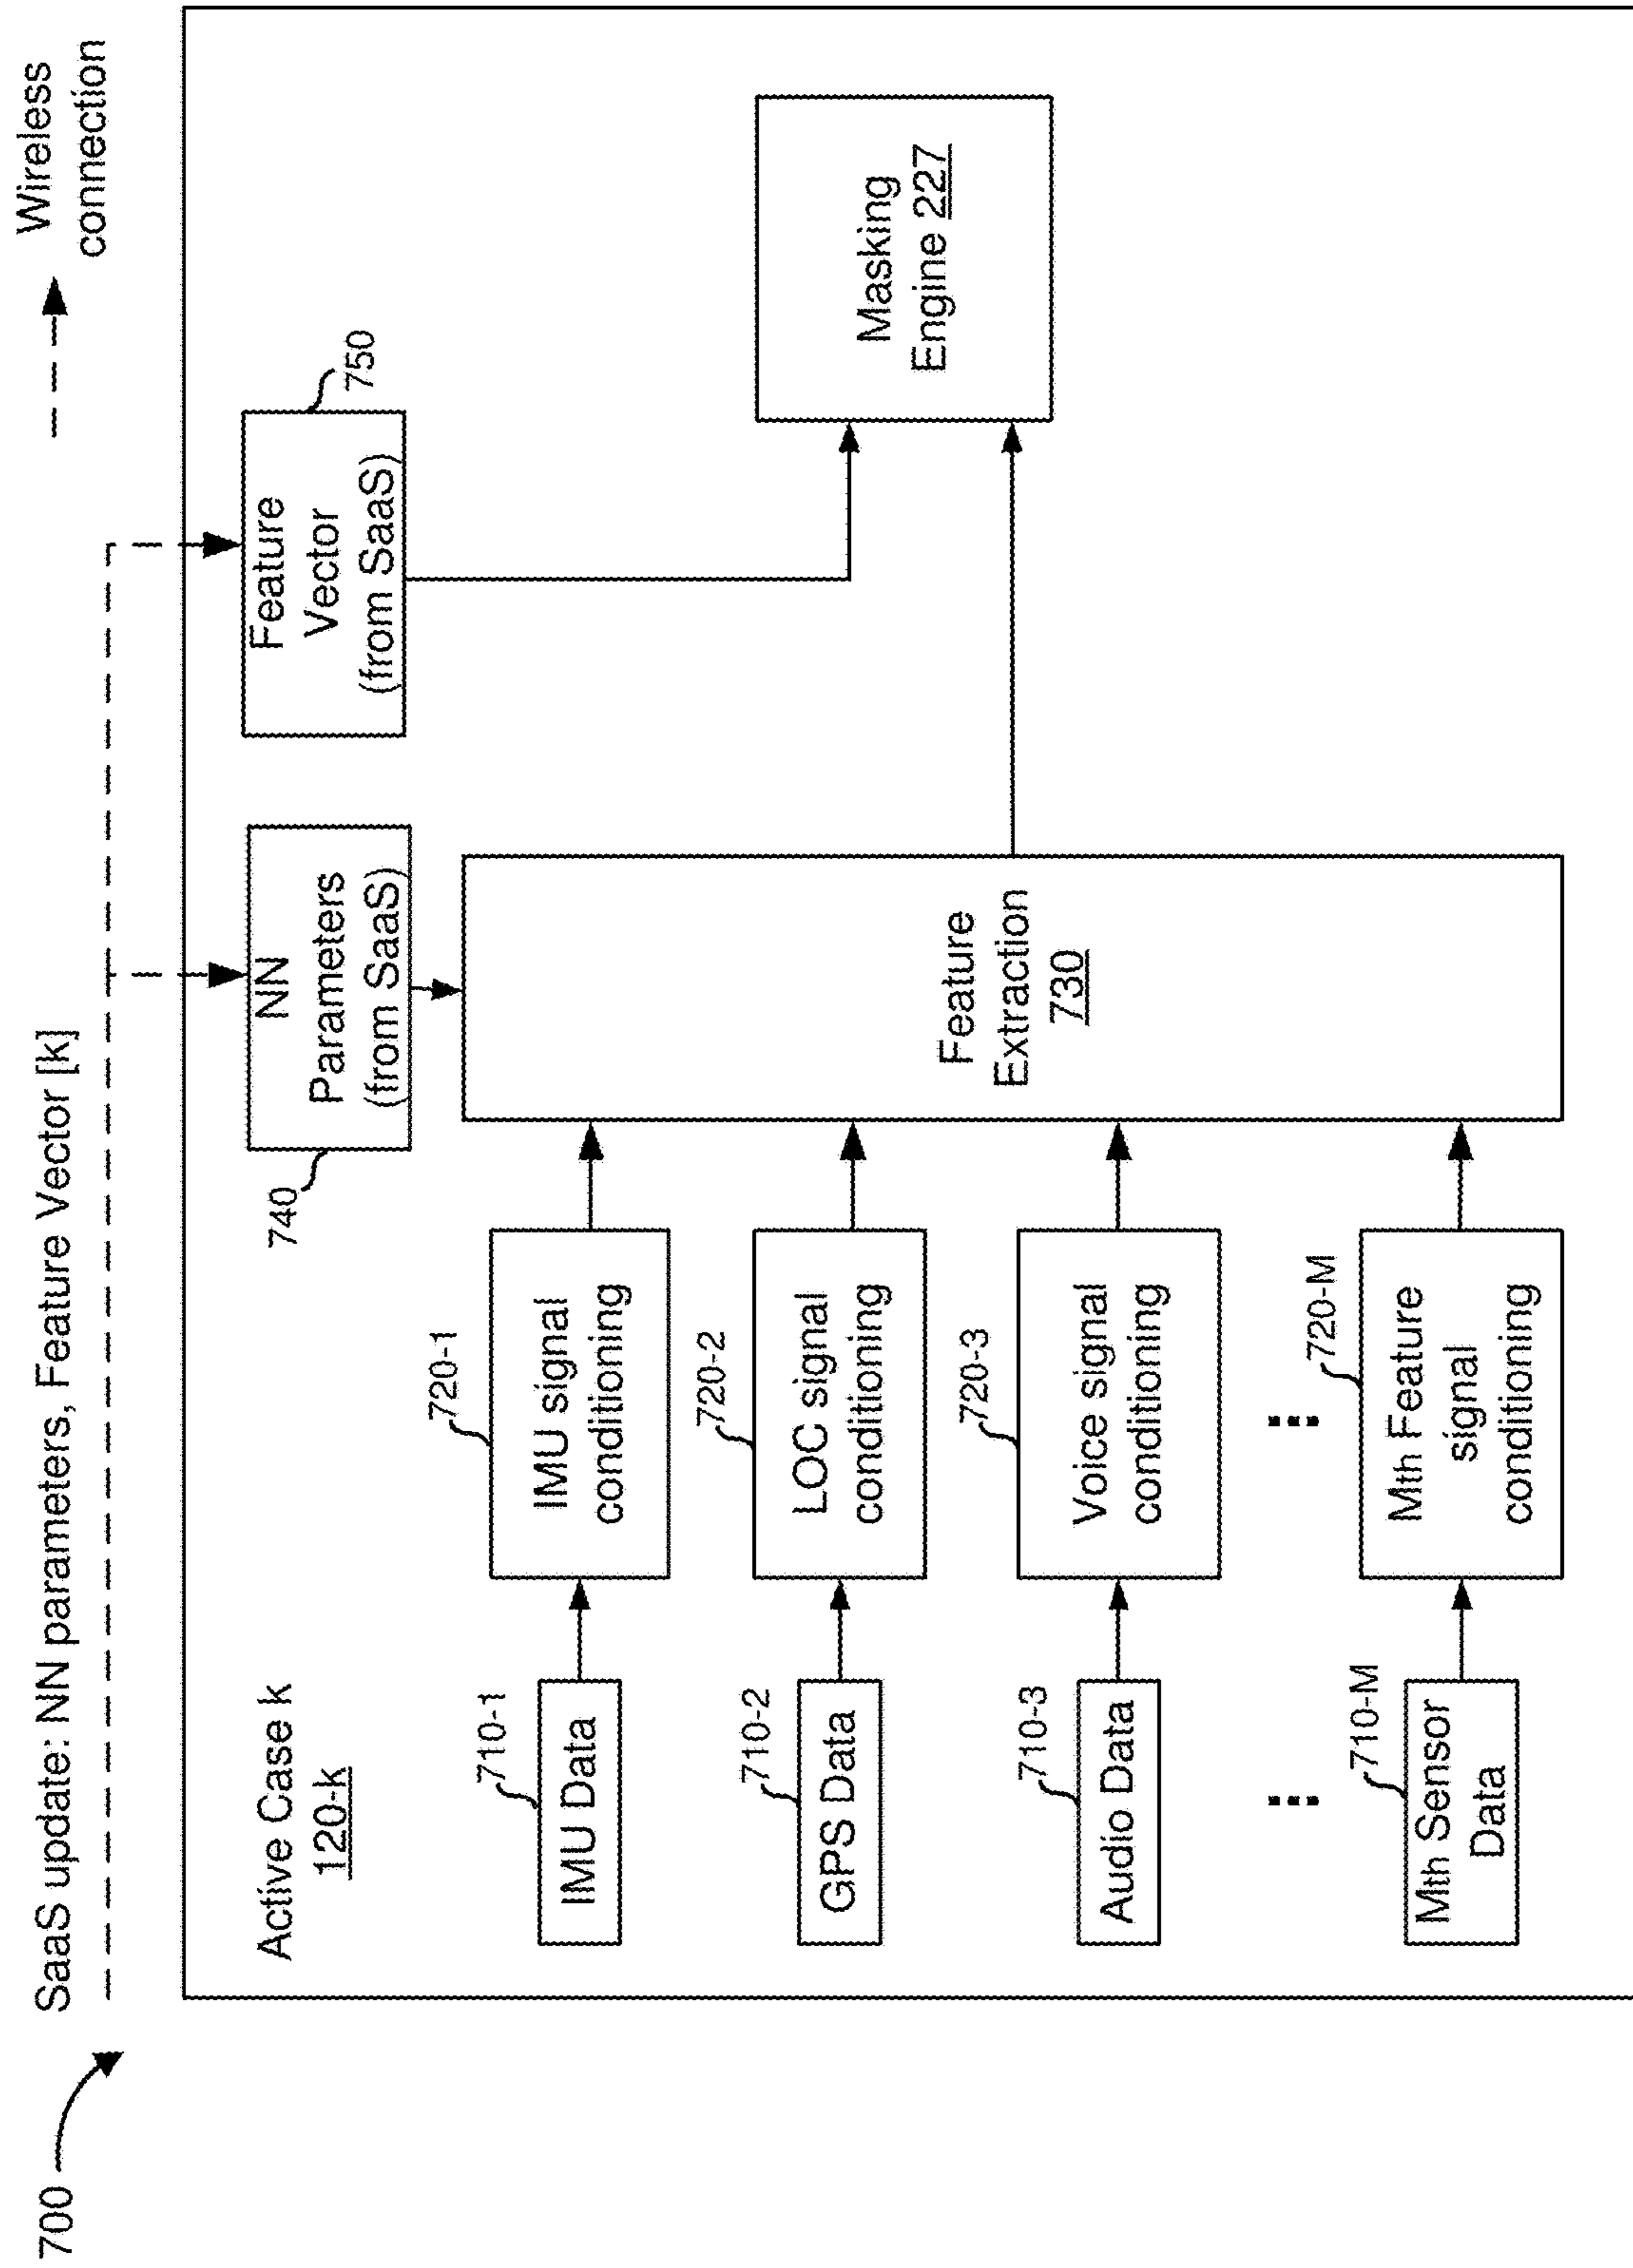 700
SaaS update: NN parameters, Feature Vector [k]
Wireless
connection
Active Case k
120-k
740
NN
Parameters
(from SaaS)
Feature
Vector
(from SaaS)
750
710-1
IMU Data
720-1
IMU signal
conditioning
710-2
GPS Data
720-2
LOC signal
conditioning
710-3
Audio Data
720-3
Voice signal
conditioning
...
...
710-M
Mth Sensor
Data
720-M
Mth Feature
signal
conditioning
Feature
Extraction
730
Masking
Engine 227